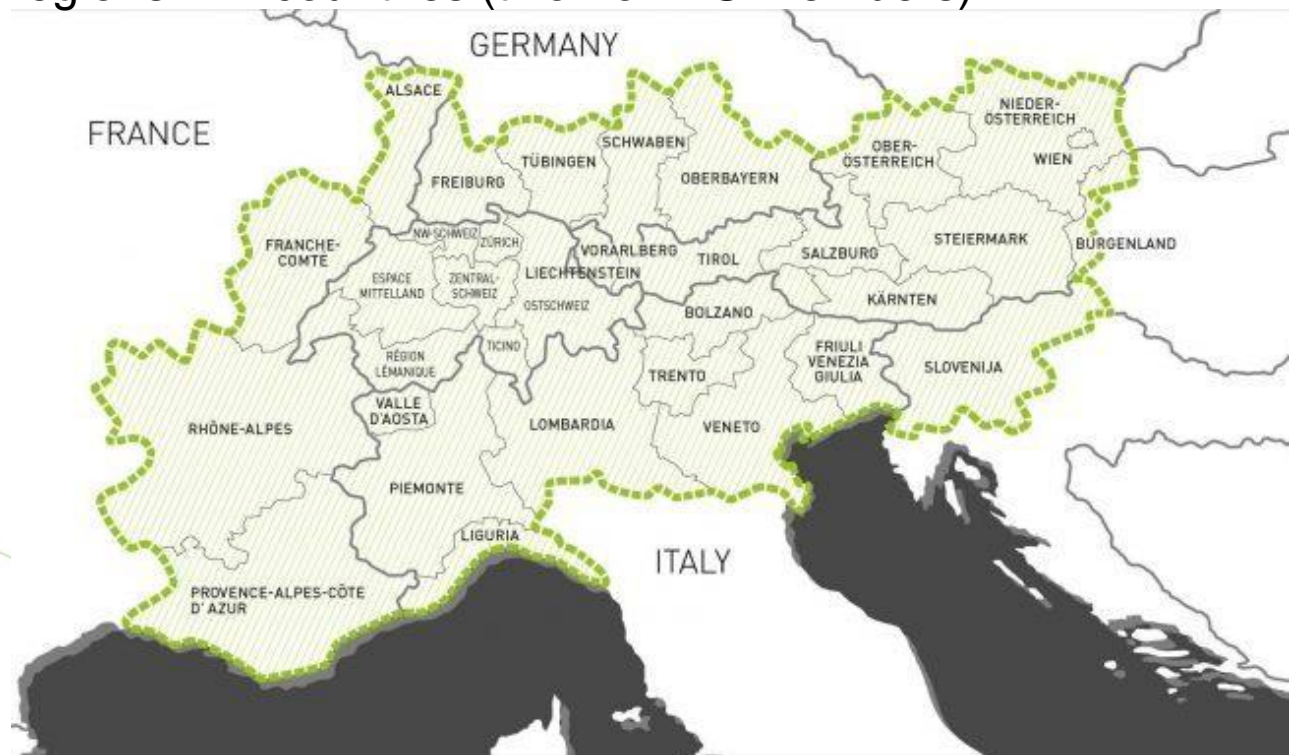 GERMANY
FRANCE
ALSACE
NIEDER-
ÖSTERREICH
SCHWABEN
TÜBINGEN
OBER-
ÖSTERREICH
WIEN
FREIBURG
OBERBAYERN
NW-SCHWEIZ
ZÜRICH
FRANCHE-
COMTE
VORARLBERG
TIROL
SALZBURG
STEIERMARK
BURGENLAND
LIECHTENSTEIN
ESPACE
MITTELLAND
ZENTRAL-
SCHWEIZ
OSTSCHWEIZ
KÄRNTEN
BOLZANO
TICINO
RÉGION
LÉMANIQUE
FRIULI
VENEZIA
GIULIA
SLOVENIJA
TRENTO
VALLE
D'AOSTA
RHÔNE-ALPES
LOMBARDIA
VENETO
PIEMONTE
LIGURIA
ITALY
PROVENCE-ALPES-CÔTE
D' AZUR